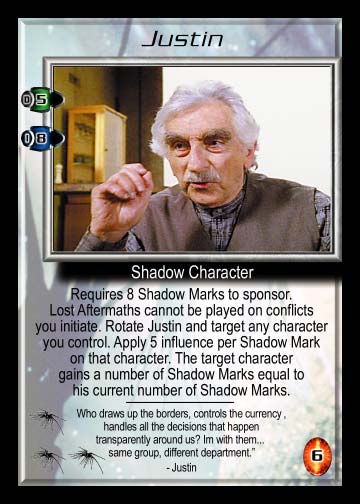 Justin
D 5
I 8
Shadow Character
Requires 8 Shadow Marks to sponsor.
Lost Aftermaths cannot be played on conflicts
you initiate. Rotate Justin and target any character
you control. Apply 5 influence per Shadow Mark
on that character. The target character
gains a number of Shadow Marks equal to
his current number of Shadow Marks.
Who draws up the borders, controls the currency ,
handles all the decisions that happen
transparently around us? Im with them...
same group, different department.”
- Justin
6